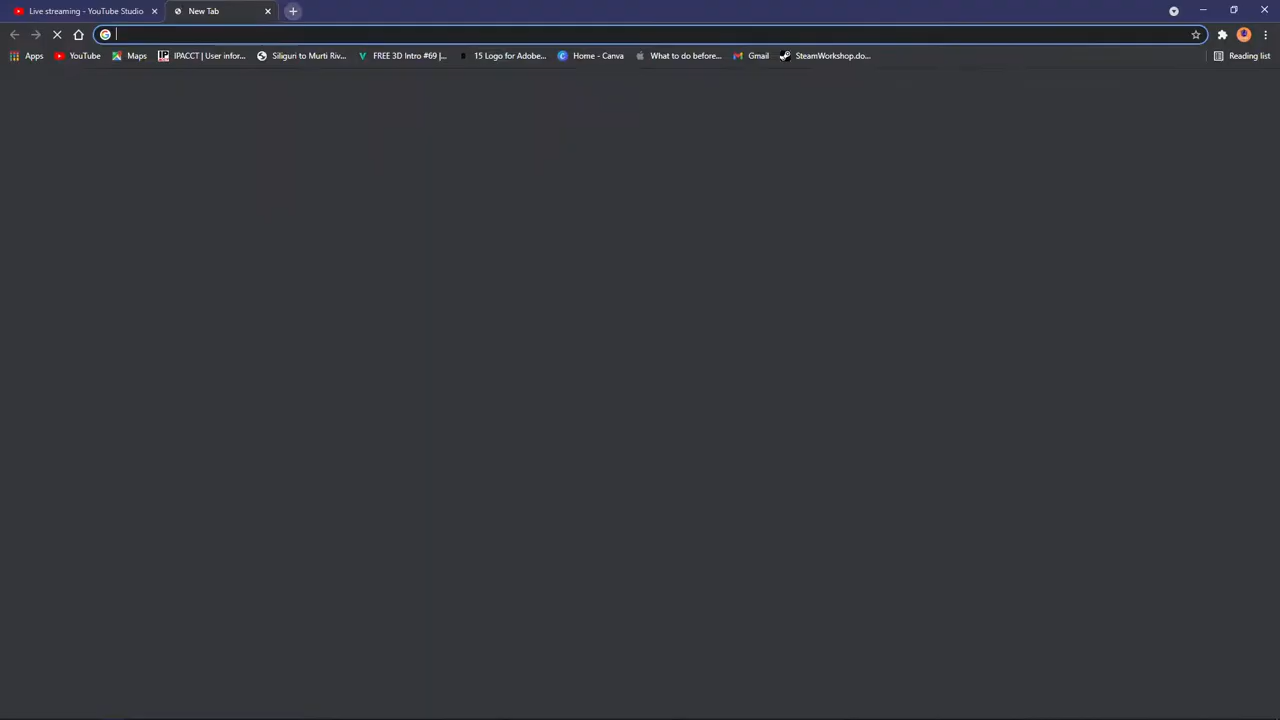 Live streaming - YouTube Studio New Tab
Apps YouTube Maps IPACCT | User infor... Siliguri to Murti Riv... FREE 3D Intro #69 |... 15 Logo for Adobe... Home - Canva What to do before... Gmail SteamWorkshop.do... Reading list